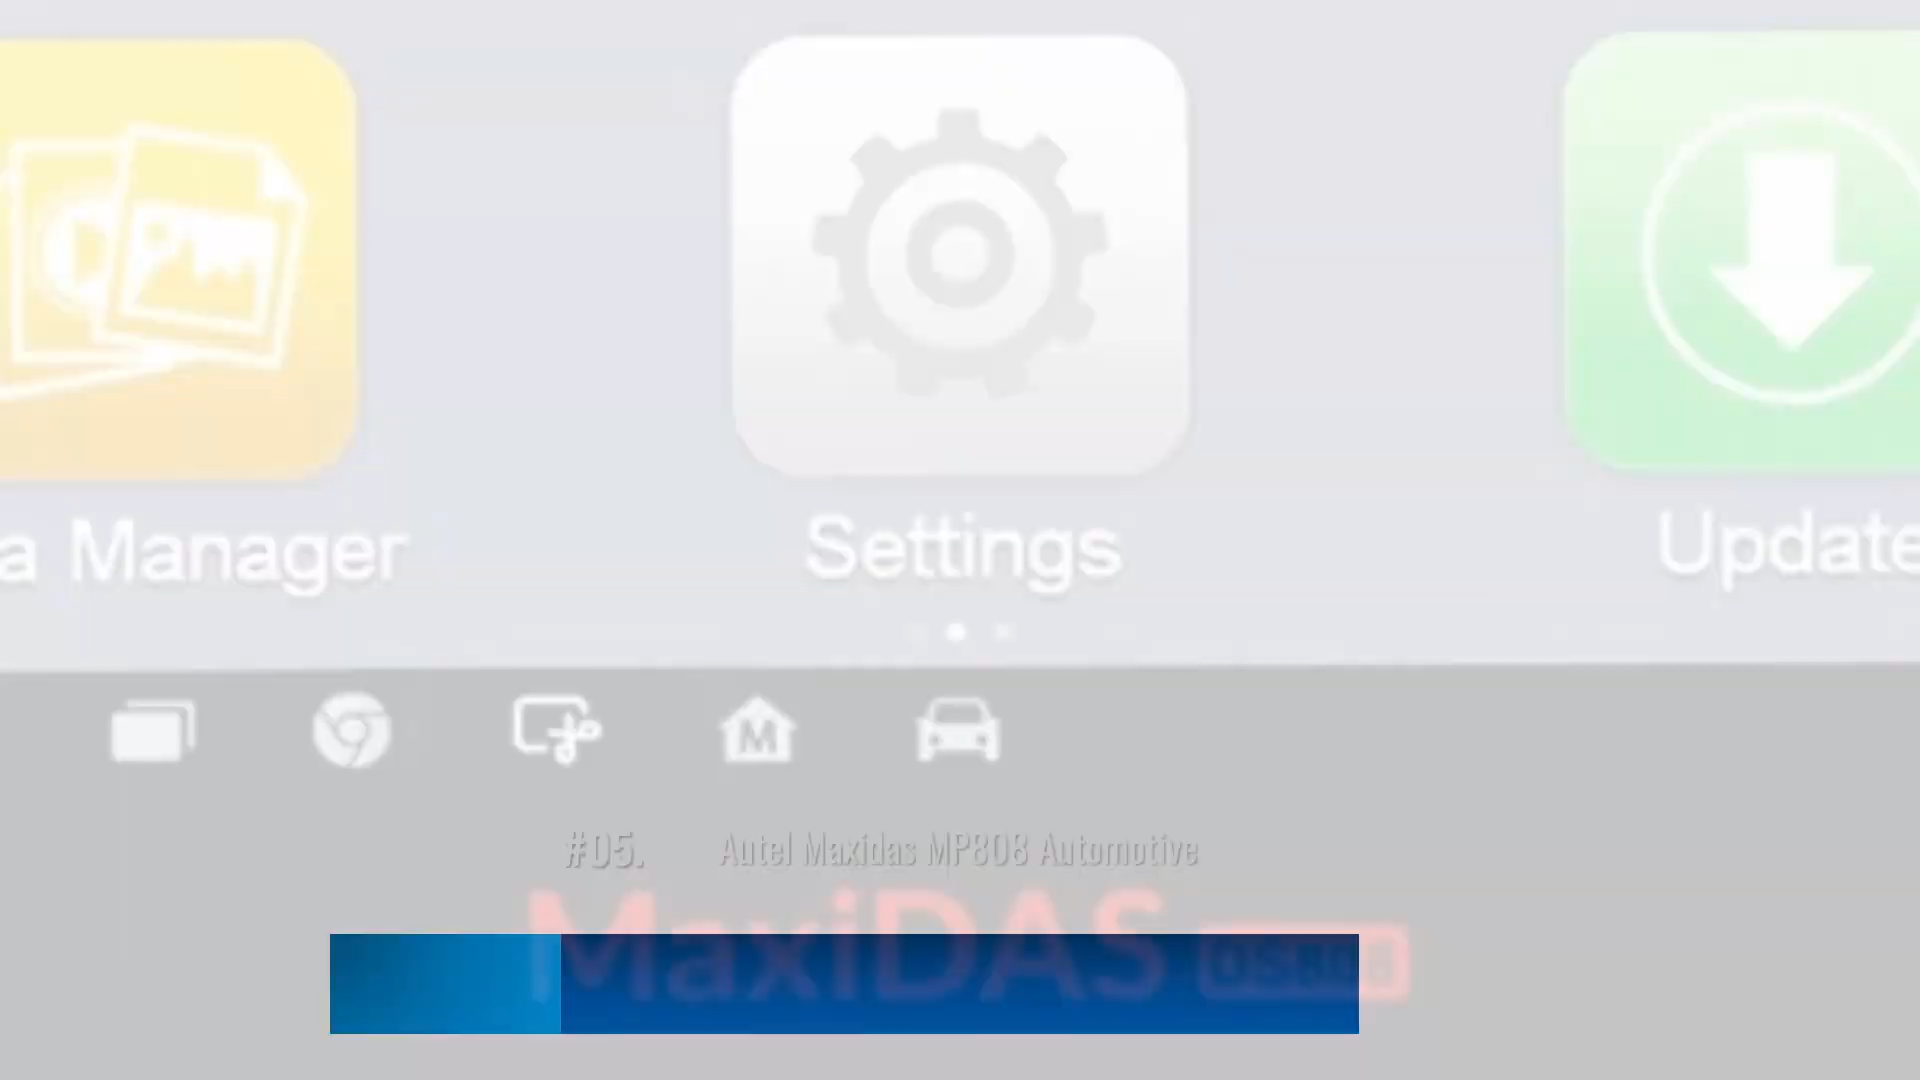 a Manager Settings Update
M
#05. Autel Maxidas MP808 Automotive
MaxiDAS